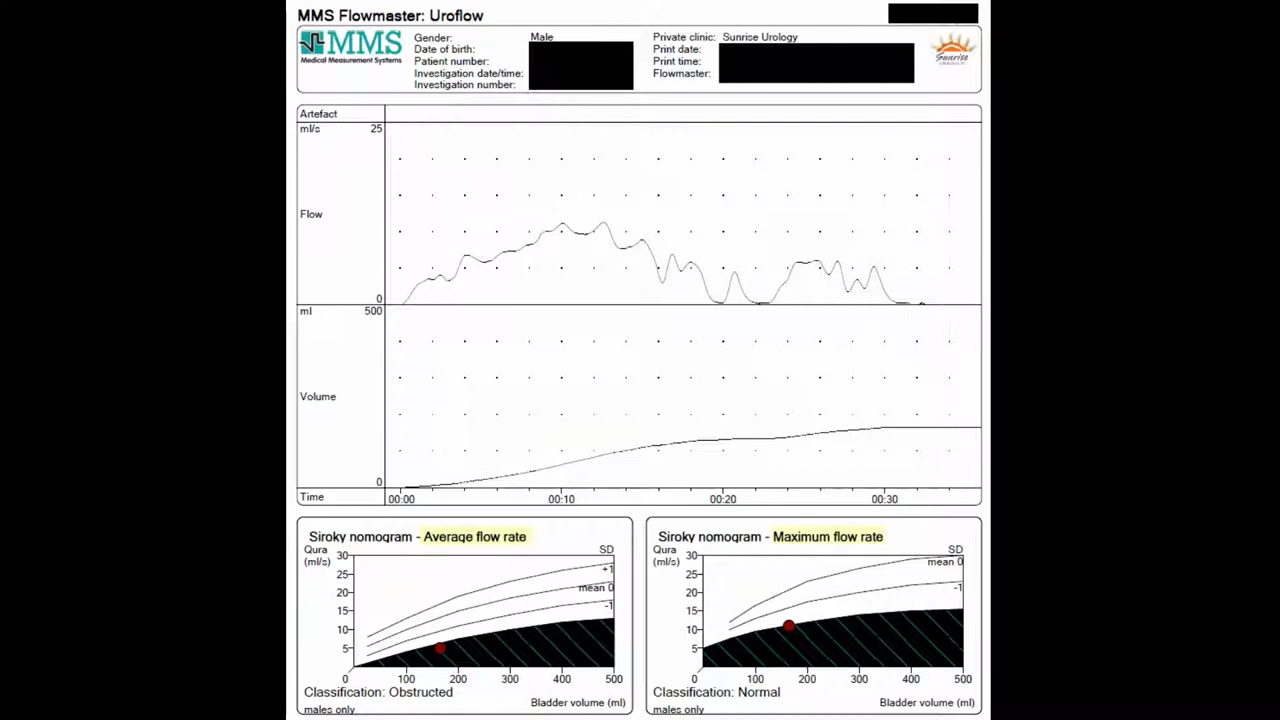 MMS Flowmaster: Uroflow
MMS
Medical Measurement Systems
Gender: Male
Date of birth:
Patient number:
Investigation date/time:
Investigation number:
Private clinic: Sunrise Urology
Print date:
Print time:
Flowmaster:
Sunrise
Artefact
ml/s 25
Flow
0
ml 500
Volume
0
Time 00:00 00:10 00:20 00:30
Siroky nomogram - Average flow rate
Qura
(ml/s)
SD
30
25
20
15
10
5
+1
mean 0
-1
0 100 200 300 400 500
Classification: Obstructed
Bladder volume (ml)
males only
Siroky nomogram - Maximum flow rate
Qura
(ml/s)
SD
30
25
20
15
10
5
mean 0
-1
0 100 200 300 400 500
Classification: Normal
Bladder volume (ml)
males only